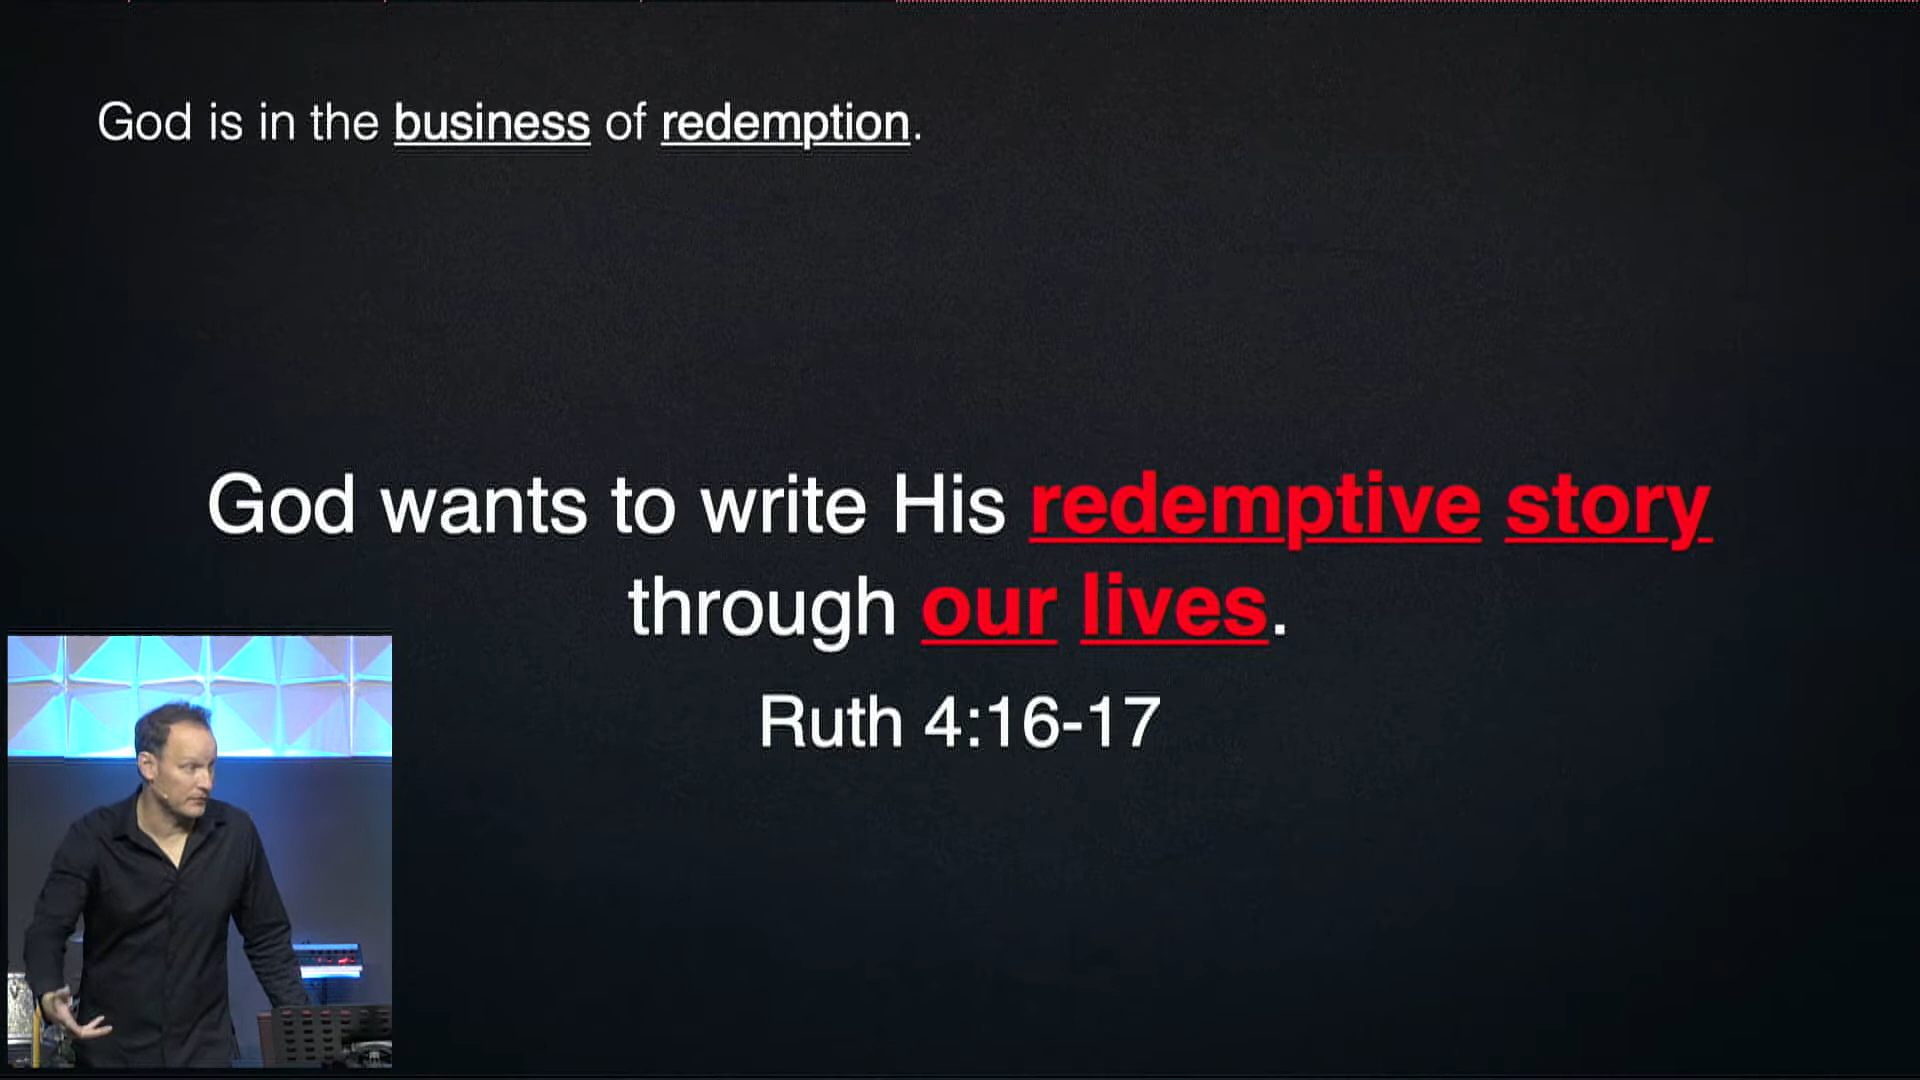 God is in the business of redemption.
God wants to write His redemptive story
through our lives.
Ruth 4:16-17